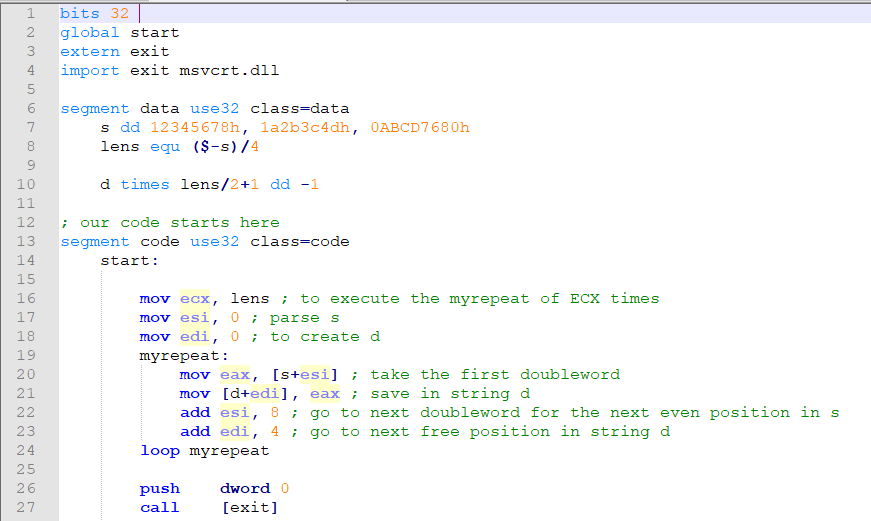 1 bits 32
2 global start
3 extern exit
4 import exit msvcrt.dll
5
6 segment data use32 class=data
7 s dd 12345678h, 1a2b3c4dh, 0ABCD7680h
8 lens equ ($-s)/4
9
10 d times lens/2+1 dd -1
11
12 ; our code starts here
13 segment code use32 class=code
14 start:
15
16 mov ecx, lens ; to execute the myrepeat of ECX times
17 mov esi, 0 ; parse s
18 mov edi, 0 ; to create d
19 myrepeat:
20 mov eax, [s+esi] ; take the first doubleword
21 mov [d+edi], eax ; save in string d
22 add esi, 8 ; go to next doubleword for the next even position in s
23 add edi, 4 ; go to next free position in string d
24 loop myrepeat
25
26 push dword 0
27 call [exit]